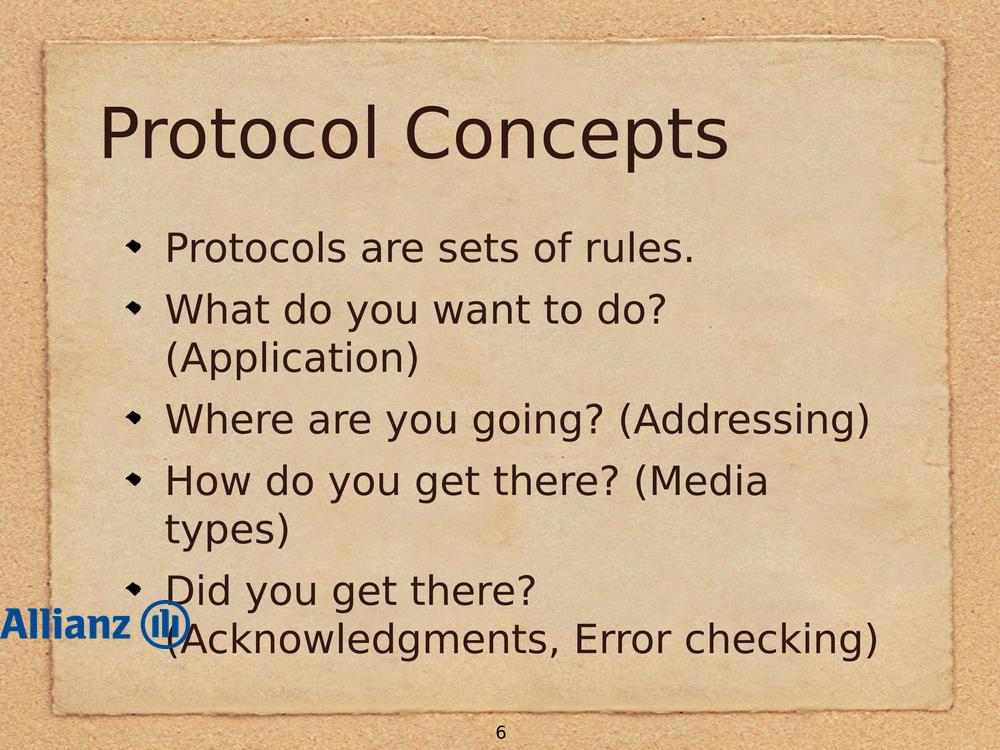 Protocol Concepts
Protocols are sets of rules.
What do you want to do?
(Application)
Where are you going? (Addressing)
How do you get there? (Media
types)
Did you get there?
(Acknowledgments, Error checking)
Allianz
6